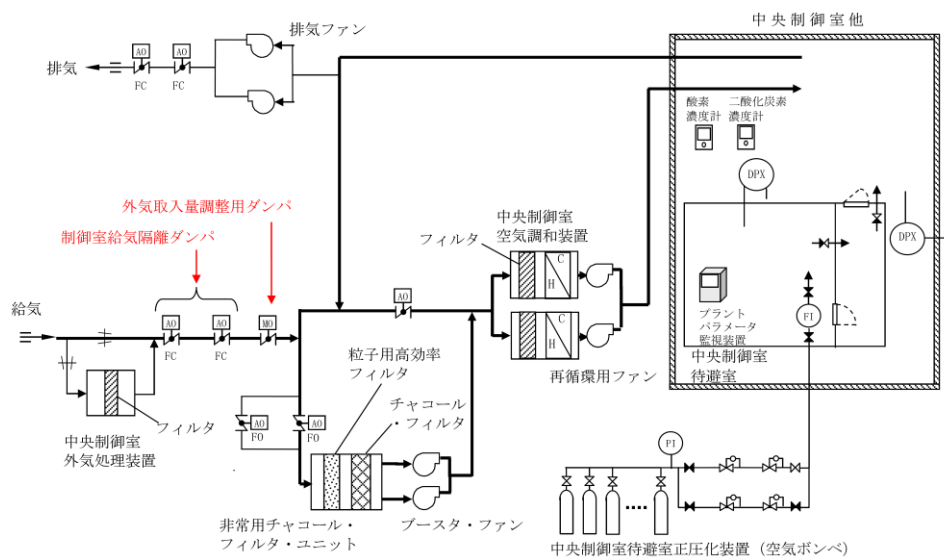 中央制御室他
排気ファン
AO
AO
排気
FC
FC
酸素
濃度計
二酸化炭素
濃度計
DPX
DPX
外気取入量調整用ダンパ
制御室給気隔離ダンパ
中央制御室
空気調和装置
フィルタ
C
H
C
H
給気
AO
AO
MO
AO
FC
FC
FI
プラント
パラメータ
監視装置
中央制御室
待避室
粒子用高効率
フィルタ
再循環用ファン
チャコール
・フィルタ
フィルタ
AO
FO
AO
FO
中央制御室
外気処理装置
PI
非常用チャコール・
フィルタ・ユニット
ブースタ・ファン
中央制御室待避室正圧化装置（空気ボンベ）